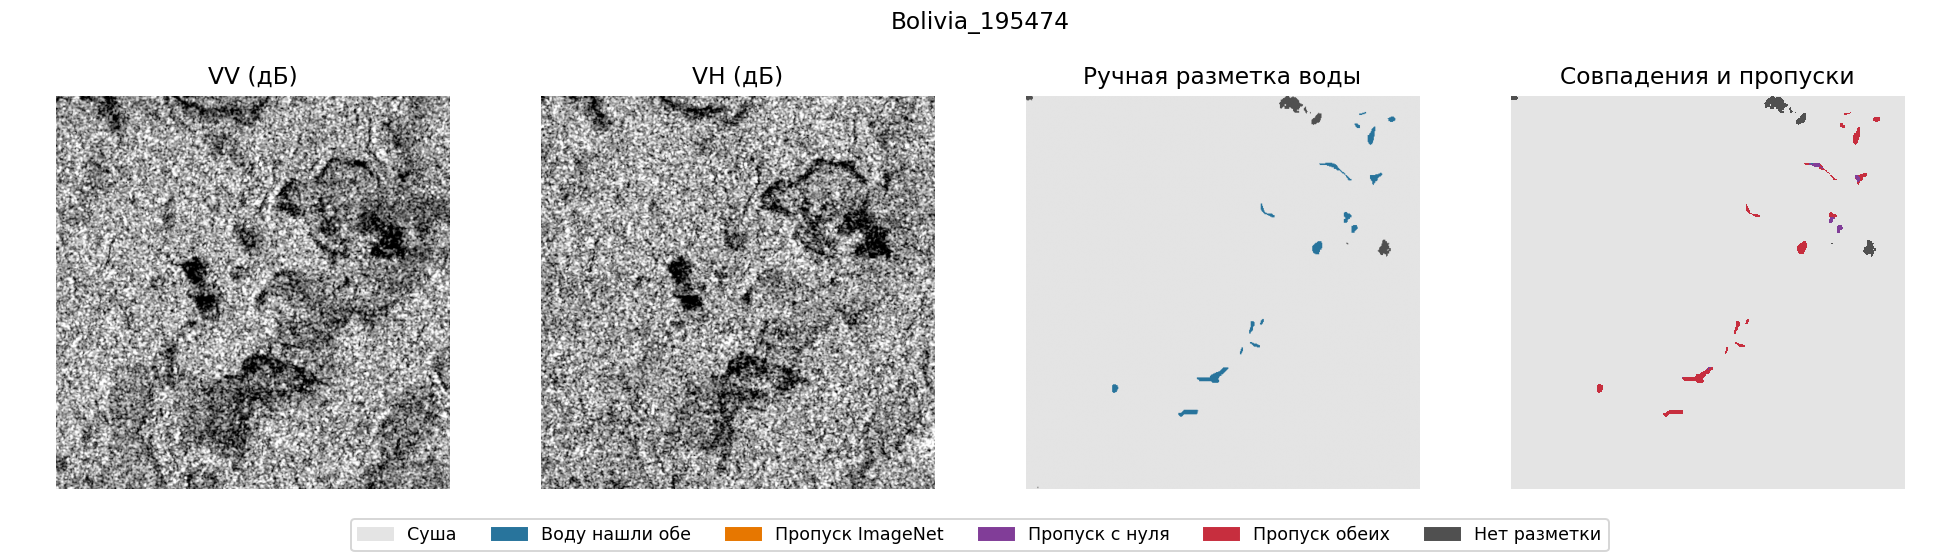 Bolivia_195474
VV (дБ)
VH (дБ)
Ручная разметка воды
Совпадения и пропуски
Суша
Воду нашли обе
Пропуск ImageNet
Пропуск с нуля
Пропуск обеих
Нет разметки